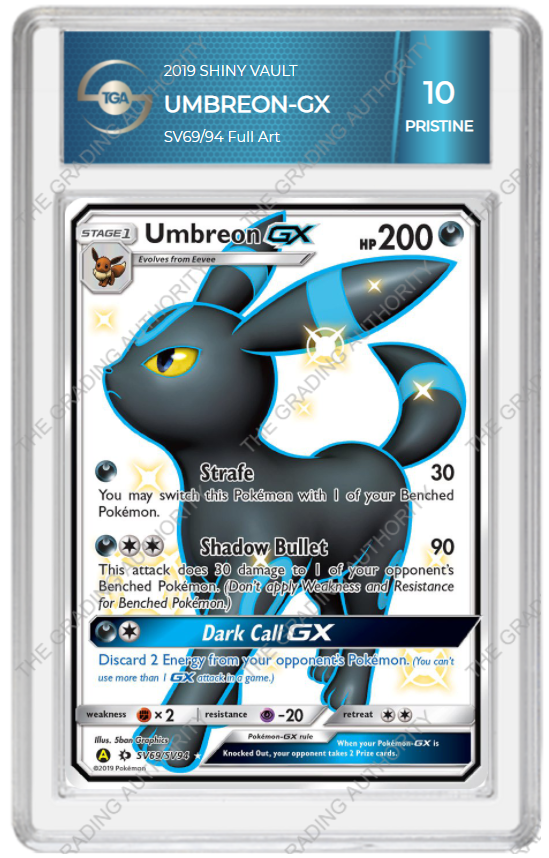 TGA
2019 SHINY VAULT
UMBREON-GX
SV69/94 Full Art
10
PRISTINE
STAGE 1
Umbreon GX
HP 200
Evolves from Eevee
Strafe 30
You may switch this Pokémon with 1 of your Benched
Pokémon.
Shadow Bullet 90
This attack does 30 damage to 1 of your opponent's
Benched Pokémon. (Don't apply Weakness and Resistance
for Benched Pokémon.)
Dark Call GX
Discard 2 Energy from your opponent's Pokémon. (You can't
use more than 1 GX attack in a game.)
weakness ×2 resistance -20 retreat
Illus. 5ban Graphics
Pokémon-GX rule
When your Pokémon-GX is
Knocked Out, your opponent takes 2 Prize cards.
A SV69/SV94
©2019 Pokémon
THE GRADING AUTHORITY